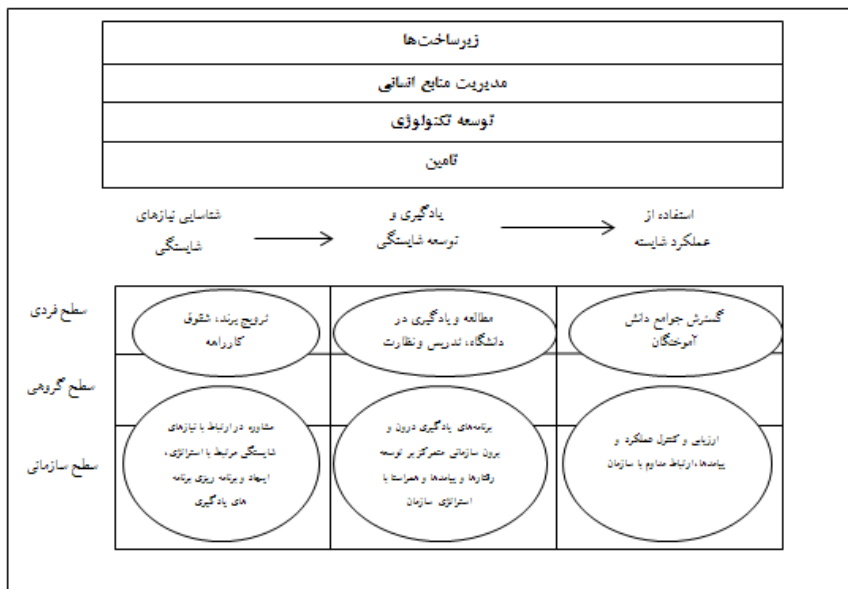 زیرساخت‌ها
مدیریت منابع انسانی
توسعه تکنولوژی
تامین
شناسایی نیازهای
شایستگی
یادگیری و
توسعه شایستگی
استفاده از
عملکرد شایسته
سطح فردی
ترویج برند، شقوق
کارراهه
مطالعه و یادگیری در
دانشگاه، تدریس و نظارت
گسترش جوامع دانش
آموختگان
سطح گروهی
سطح سازمانی
مشاوره در ارتباط با نیازهای
شایستگی مرتبط با استراتژی،
و برنامه ریزی برنامه
های یادگیری
برنامه‌های یادگیری درون و
برون سازمانی متمرکز بر توسعه
رفتارها و پیامدها و همراستا با
استراتژی سازمان
ارزیابی و کنترل عملکرد و
پیامدها، ارتباط مداوم با سازمان